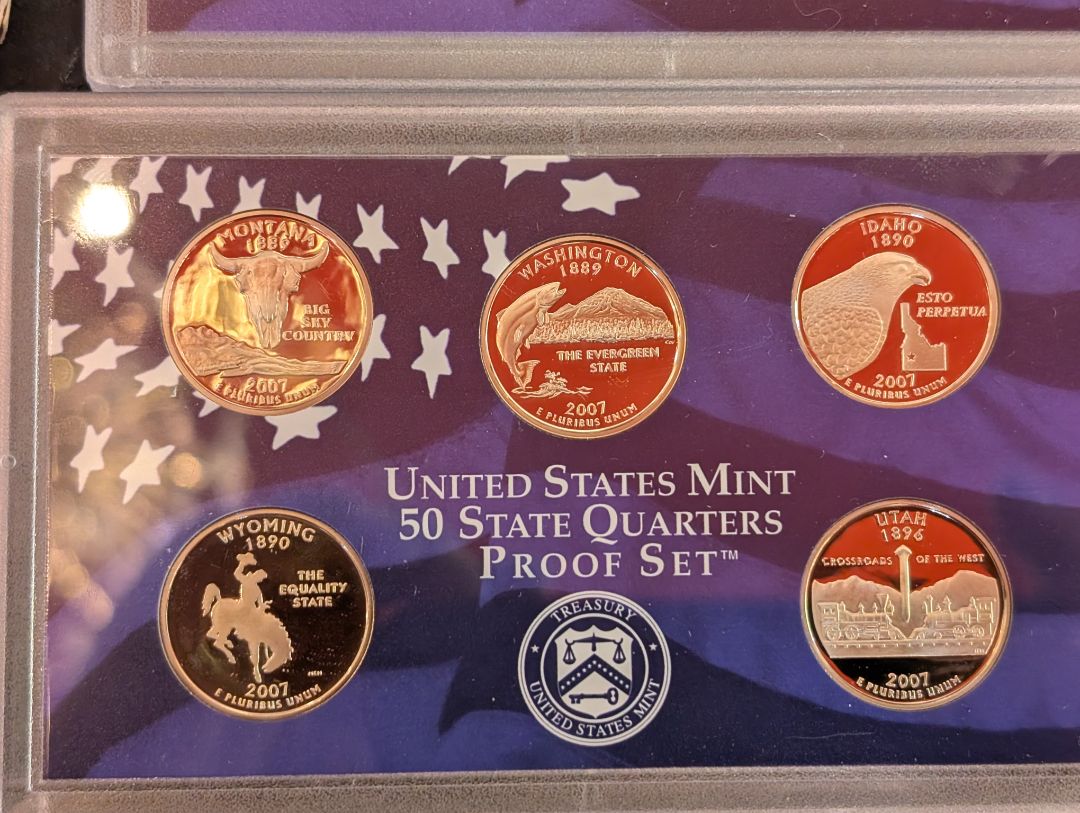 MONTANA
1889
BIG
SKY
COUNTRY
2007
E PLURIBUS UNUM
WASHINGTON
1889
THE EVERGREEN
STATE
2007
E PLURIBUS UNUM
IDAHO
1890
ESTO
PERPETUA
2007
E PLURIBUS UNUM
UNITED STATES MINT
50 STATE QUARTERS
PROOF SET™
WYOMING
1890
THE
EQUALITY
STATE
2007
E PLURIBUS UNUM
TREASURY
UNITED STATES MINT
UTAH
1896
CROSSROADS OF THE WEST
2007
E PLURIBUS UNUM